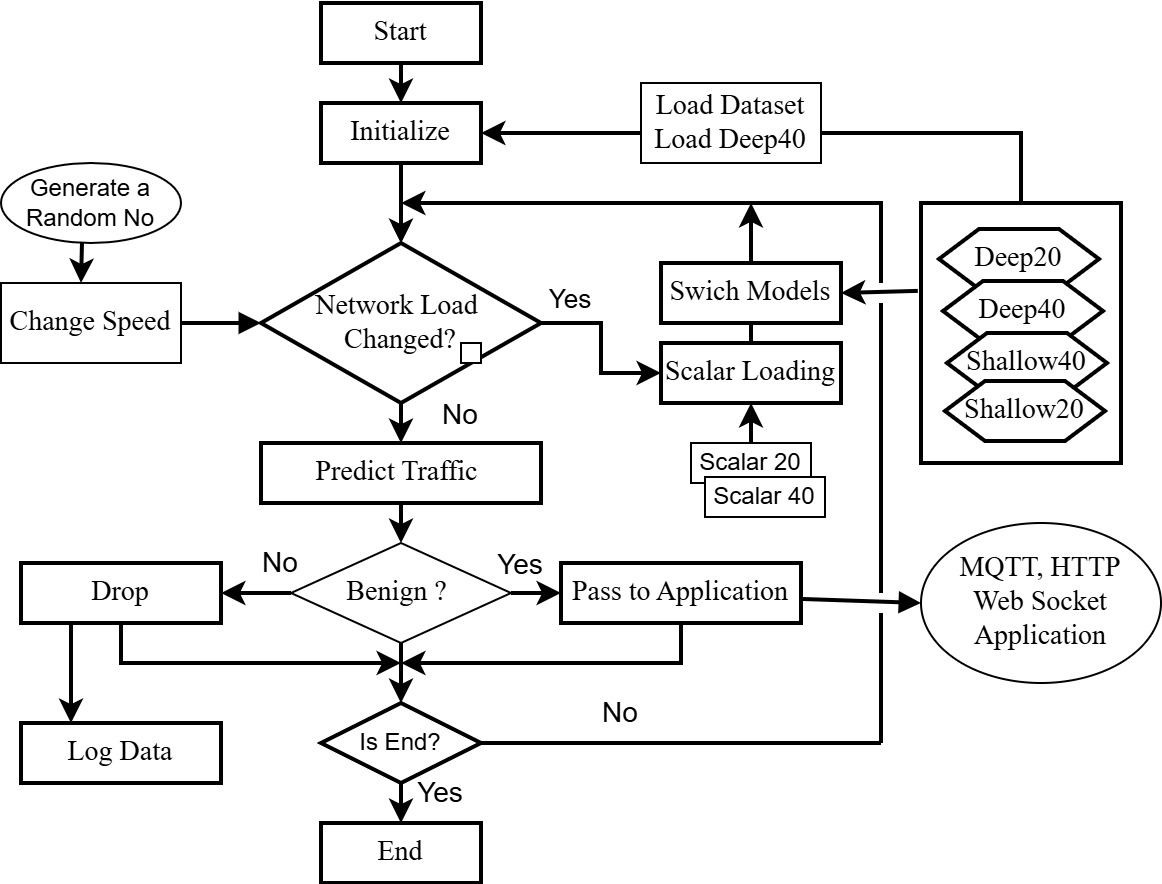 Start
Initialize
Load Dataset
Load Deep40
Generate a
Random No
Change Speed
Network Load
Changed?
Yes
No
Swich Models
Scalar Loading
Scalar 20
Scalar 40
Deep20
Deep40
Shallow40
Shallow20
Predict Traffic
Benign ?
No
Yes
Drop
Pass to Application
MQTT, HTTP
Web Socket
Application
Log Data
Is End?
No
Yes
End